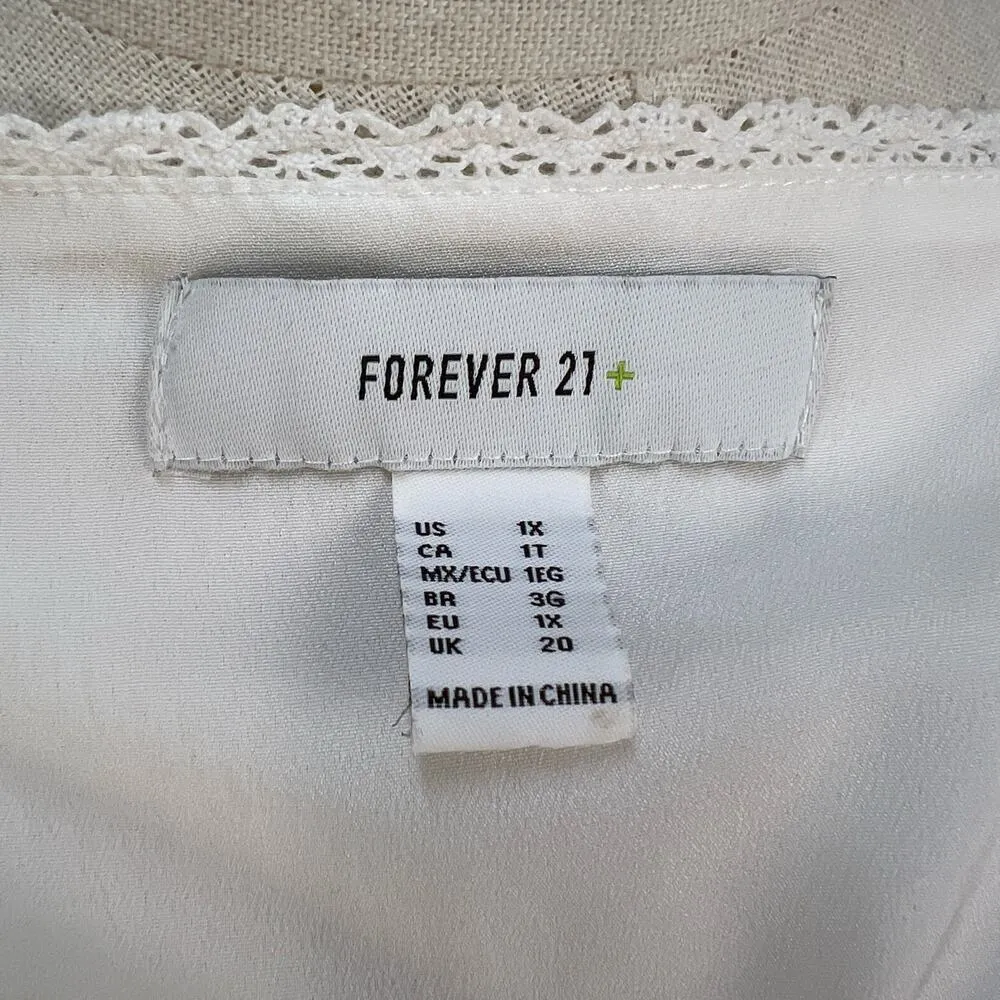 FOREVER 21+
US 1X
CA 1T
MX/ECU 1EG
BR 3G
EU 1X
UK 20
MADE IN CHINA